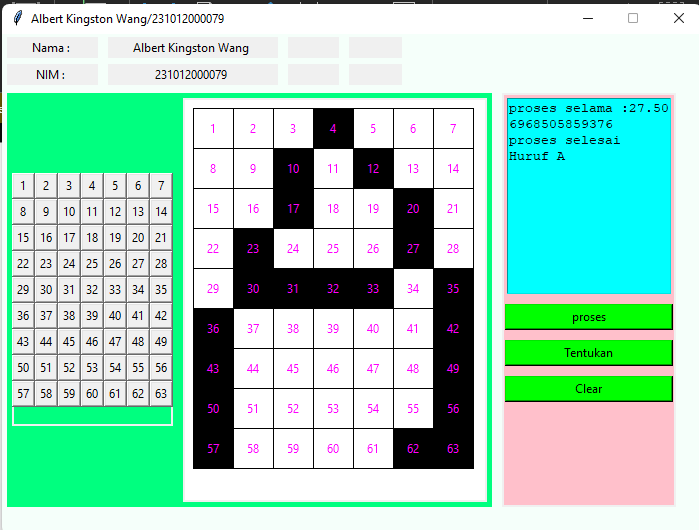 Albert Kingston Wang/231012000079
Nama : Albert Kingston Wang
NIM : 231012000079
1 2 3 4 5 6 7
8 9 10 11 12 13 14
15 16 17 18 19 20 21
22 23 24 25 26 27 28
29 30 31 32 33 34 35
36 37 38 39 40 41 42
43 44 45 46 47 48 49
50 51 52 53 54 55 56
57 58 59 60 61 62 63
1 2 3 4 5 6 7
8 9 10 11 12 13 14
15 16 17 18 19 20 21
22 23 24 25 26 27 28
29 30 31 32 33 34 35
36 37 38 39 40 41 42
43 44 45 46 47 48 49
50 51 52 53 54 55 56
57 58 59 60 61 62 63
proses selama :27.50
6968505859376
proses selesai
Huruf A
proses
Tentukan
Clear